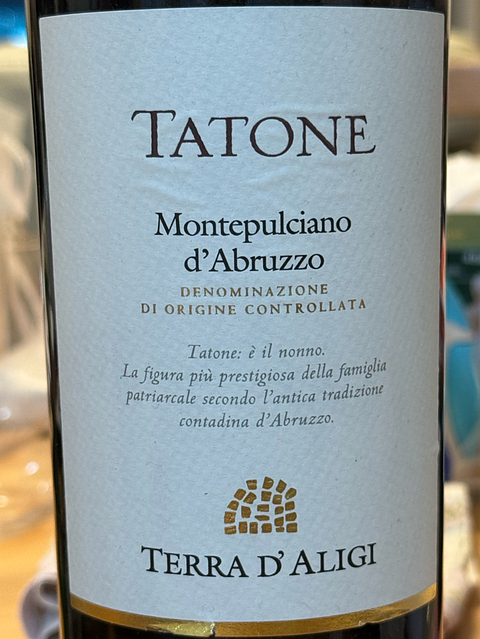 TATONE
Montepulciano
d'Abruzzo
DENOMINAZIONE
DI ORIGINE CONTROLLATA
Tatone: è il nonno.
La figura più prestigiosa della famiglia
patriarcale secondo l'antica tradizione
contadina d'Abruzzo.
TERRA D'ALIGI